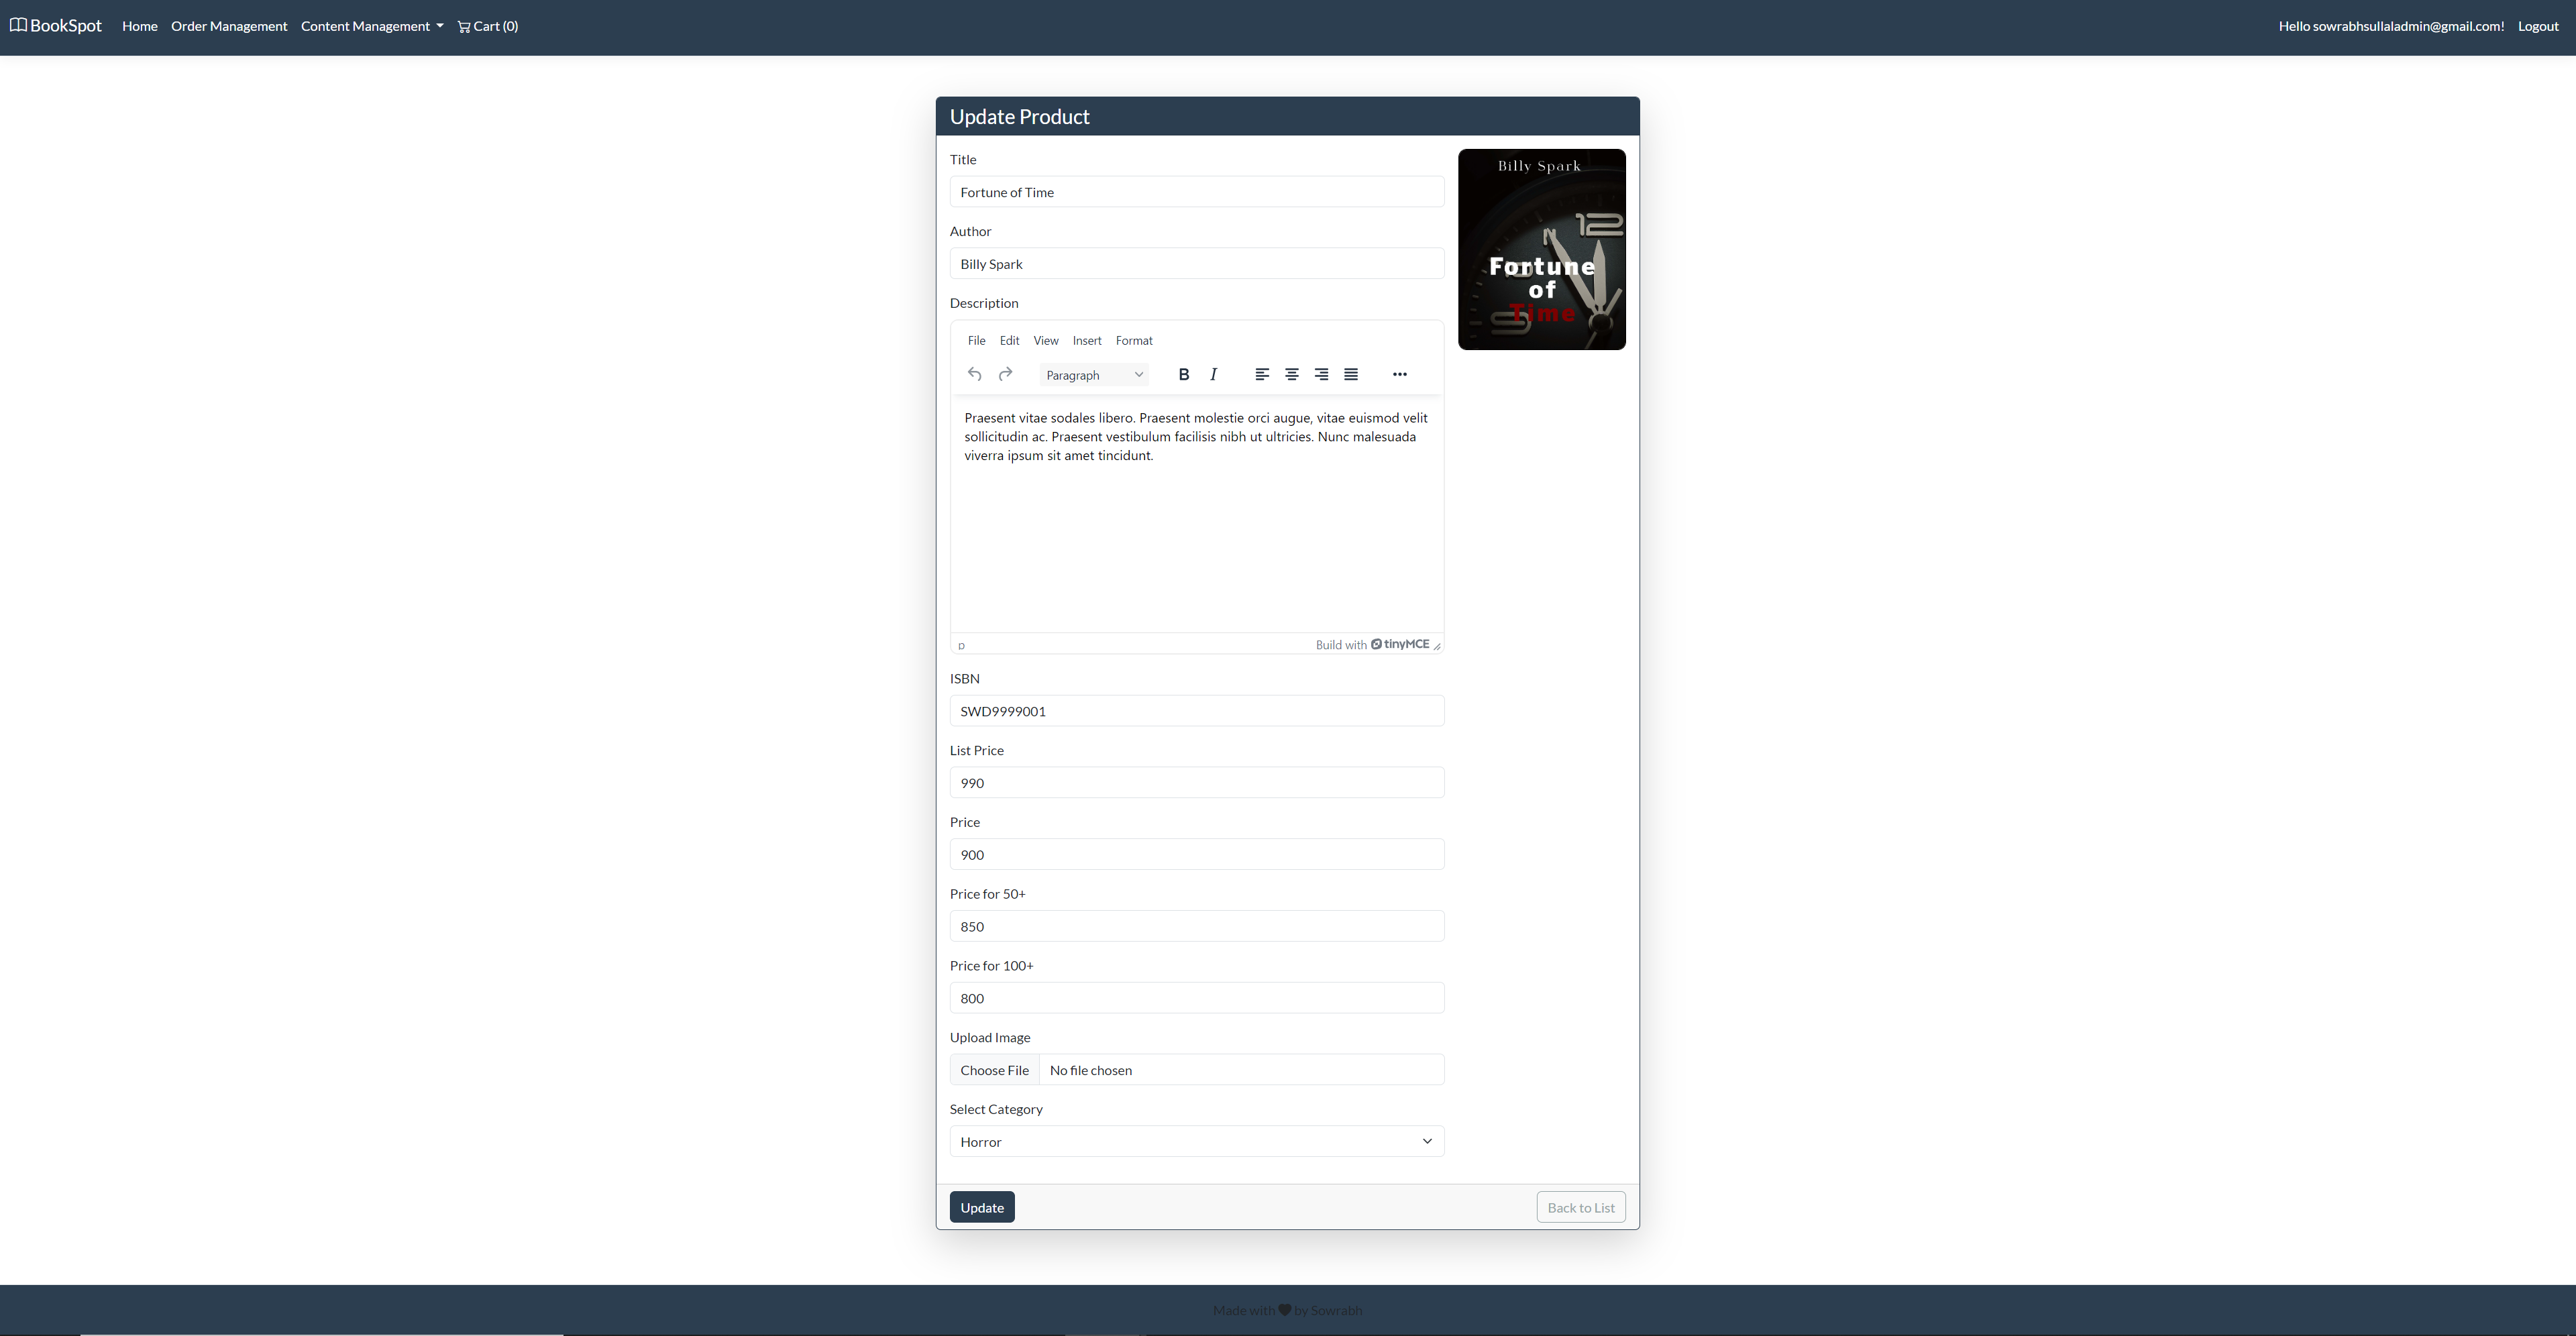 BookSpot Home Order Management Content Management Cart (0) Hello sowrabhsullaladmin@gmail.com! Logout
Update Product
Title
Fortune of Time
Author
Billy Spark
Description
File Edit View Insert Format
Paragraph B I
Praesent vitae sodales libero. Praesent molestie orci augue, vitae euismod velit
sollicitudin ac. Praesent vestibulum facilisis nibh ut ultricies. Nunc malesuada
viverra ipsum sit amet tincidunt.
p Build with tinyMCE
ISBN
SWD9999001
List Price
990
Price
900
Price for 50+
850
Price for 100+
800
Upload Image
Choose File No file chosen
Select Category
Horror
Billy Spark
12
Fortune
of
Time
Update Back to List
Made with by Sowrabh